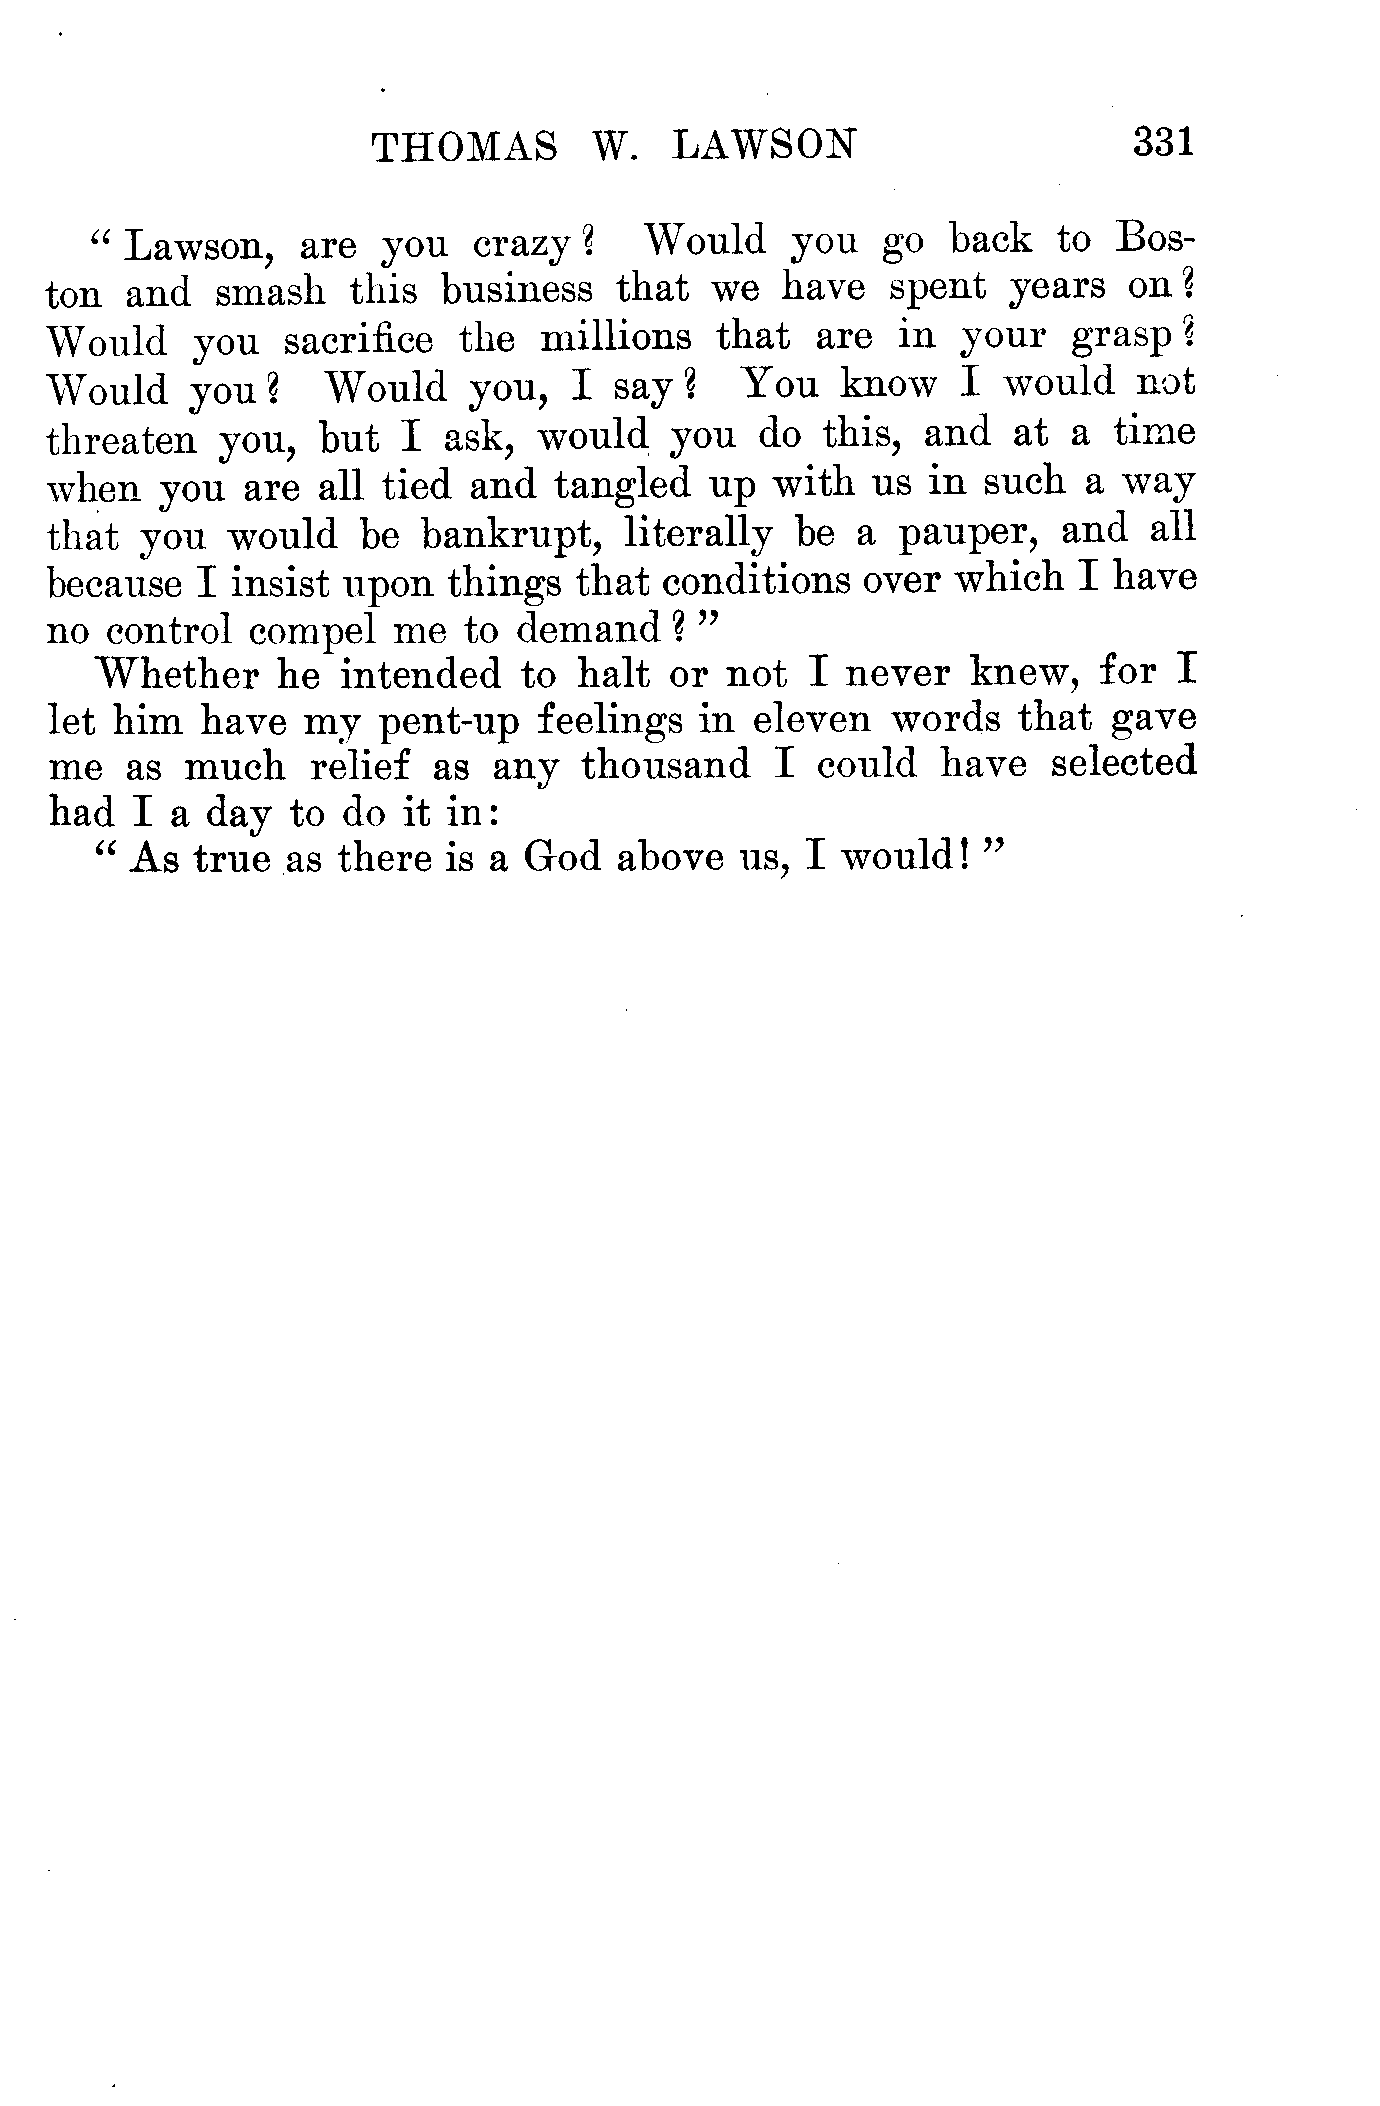 THOMAS W. LAWSON 331
“ Lawson, are you crazy? Would you go back to Bos-
ton and smash this business that we have spent years on?
Would you sacrifice the millions that are in your grasp?
Would you? Would you, I say? You know I would not
threaten you, but I ask, would you do this, and at a time
when you are all tied and tangled up with us in such a way
that you would be bankrupt, literally be a pauper, and all
because I insist upon things that conditions over which I have
no control compel me to demand?”
Whether he intended to halt or not I never knew, for I
let him have my pent-up feelings in eleven words that gave
me as much relief as any thousand I could have selected
had I a day to do it in:
“ As true as there is a God above us, I would! ”